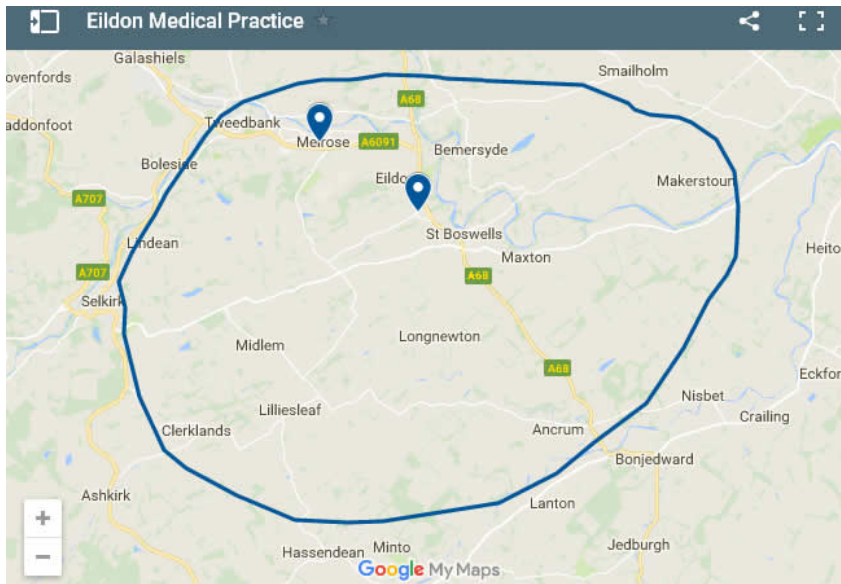 Eildon Medical Practice
Galashiels
Smailholm
ovenfords
A68
addonfoot
Tweedbank
Melrose
A6091
Bemersyde
Boleside
Eildo
Makerstoun
A707
St Boswells
Lindean
Maxton
Heito
A707
A68
Selkirk
Longnewton
Midlem
A68
Eckfor
Nisbet
Lilliesleaf
Crailing
Clerklands
Ancrum
Bonjedward
Ashkirk
Lanton
+
Hassendean
Minto
Jedburgh
−
Google My Maps